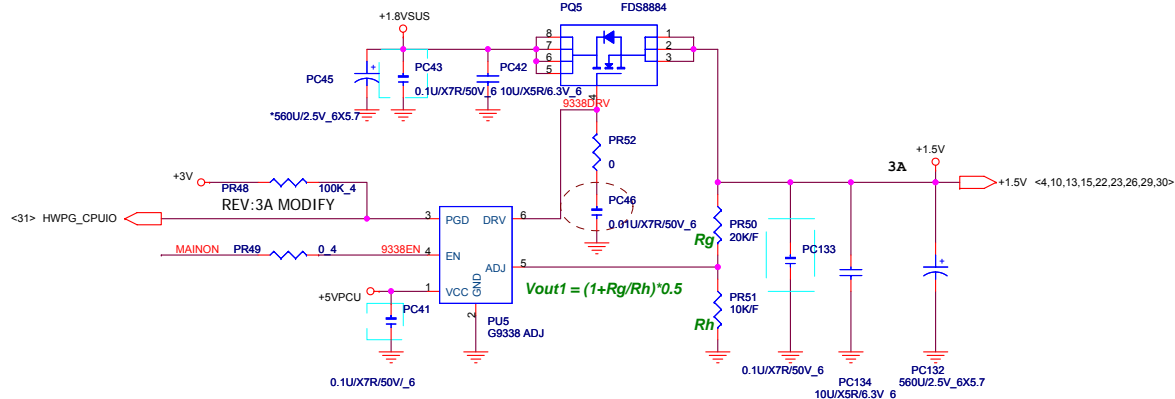 PQ5 FDS8884
+1.8VSUS
8 1
7 2
6 3
5
4
PC45 PC43 PC42
0.1U/X7R/50V_6 10U/X5R/6.3V_6
*560U/2.5V_6X5.7
9338DRV
PR52
0
PC46
0.01U/X7R/50V_6
+3V
PR48 100K_4
REV:3A MODIFY
<31> HWPG_CPUIO
MAINON PR49 0_4 9338EN
+5VPCU
PC41
0.1U/X7R/50V/_6
3 PGD DRV 6
4 EN
ADJ 5
1 VCC GND
2
PU5
G9338 ADJ
Vout1 = (1+Rg/Rh)*0.5
Rg
PR50
20K/F
Rh
PR51
10K/F
3A
+1.5V
+1.5V <4,10,13,15,22,23,26,29,30>
PC133
0.1U/X7R/50V_6
PC134
10U/X5R/6.3V_6
PC132
560U/2.5V_6X5.7